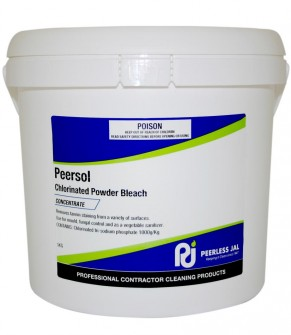 POISON
KEEP OUT OF REACH OF CHILDREN
READ SAFETY DIRECTIONS BEFORE OPENING OR USING
Peersol
Chlorinated Powder Bleach
CONCENTRATE
Removes tannin staining from a variety of surfaces.
For the mould, fungal control and as a vegetable sanitizer
CONTAINS: Chlorinated tri sodium phosphate 1000g/Kg
PEERLESS JAL
PROFESSIONAL CONTRACTOR CLEANING PRODUCTS